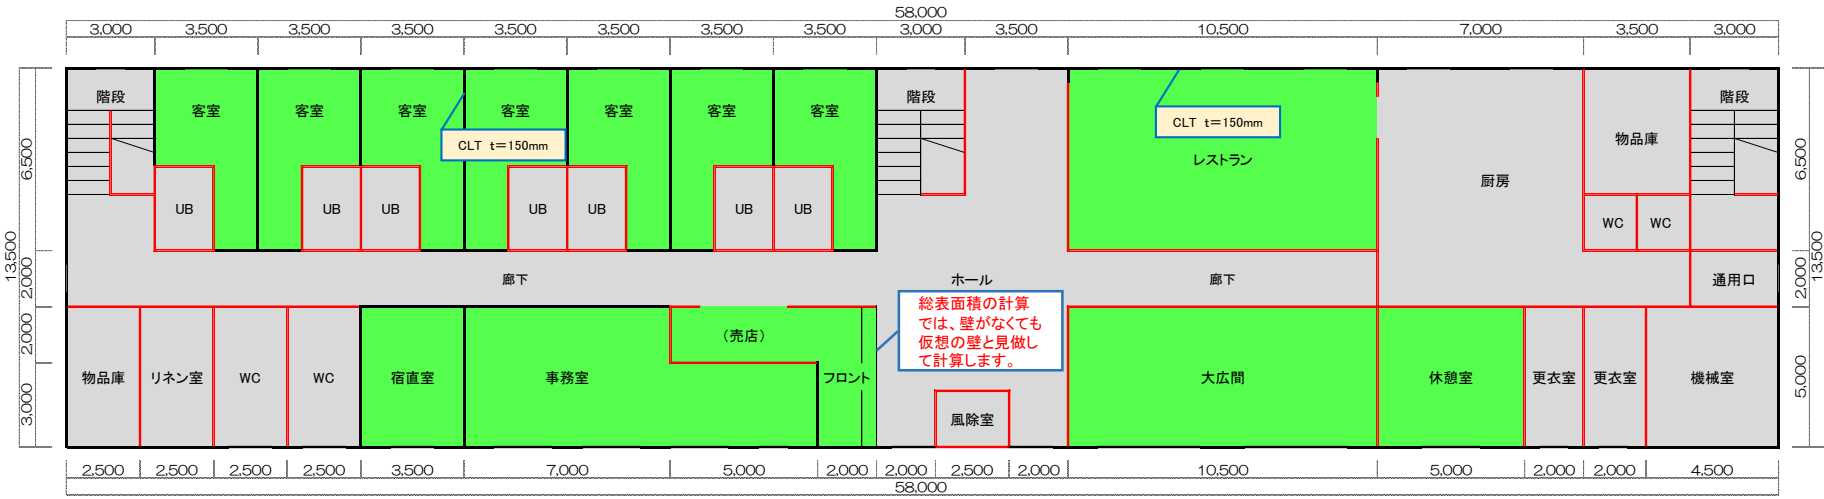 58,000
3,000 3,500 3,500 3,500 3,500 3,500 3,500 3,500 3,000 3,500 10,500 7,000 3,500 3,000
階段 客室 客室 客室 客室 客室 客室 客室 階段 階段
CLT t=150mm
CLT t=150mm
物品庫
レストラン
厨房
UB UB UB UB UB UB UB
WC WC
13,500
6,500
2,000
2,000
3,000
6,500
2,000
5,000
13,500
廊下 ホール 廊下 通用口
総表面積の計算
では、壁がなくても
仮想の壁と見做し
て計算します。
(売店)
物品庫 リネン室 WC WC 宿直室 事務室 フロント 大広間 休憩室 更衣室 更衣室 機械室
風除室
2,500 2,500 2,500 2,500 3,500 7,000 5,000 2,000 2,000 2,500 2,000 10,500 5,000 2,000 2,000 4,500
58,000